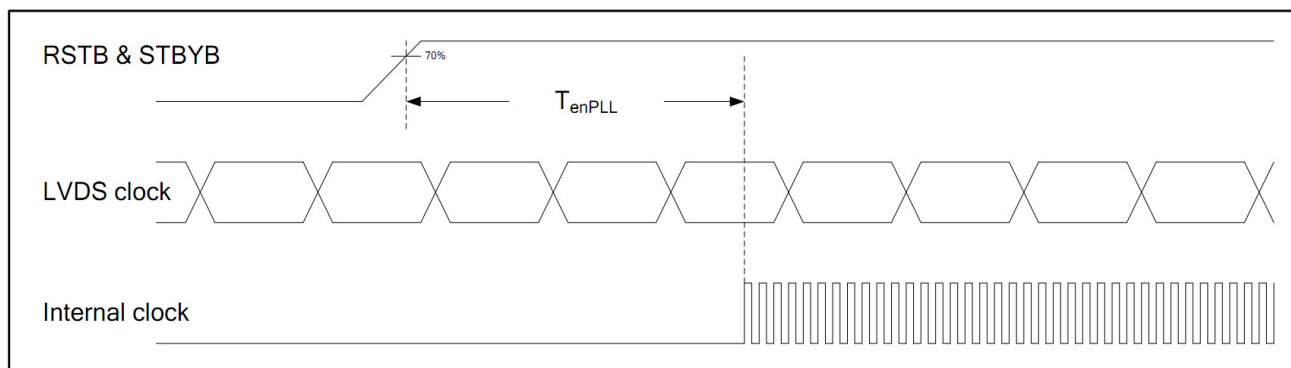 RSTB & STBYB
70%
TenPLL
LVDS clock
Internal clock